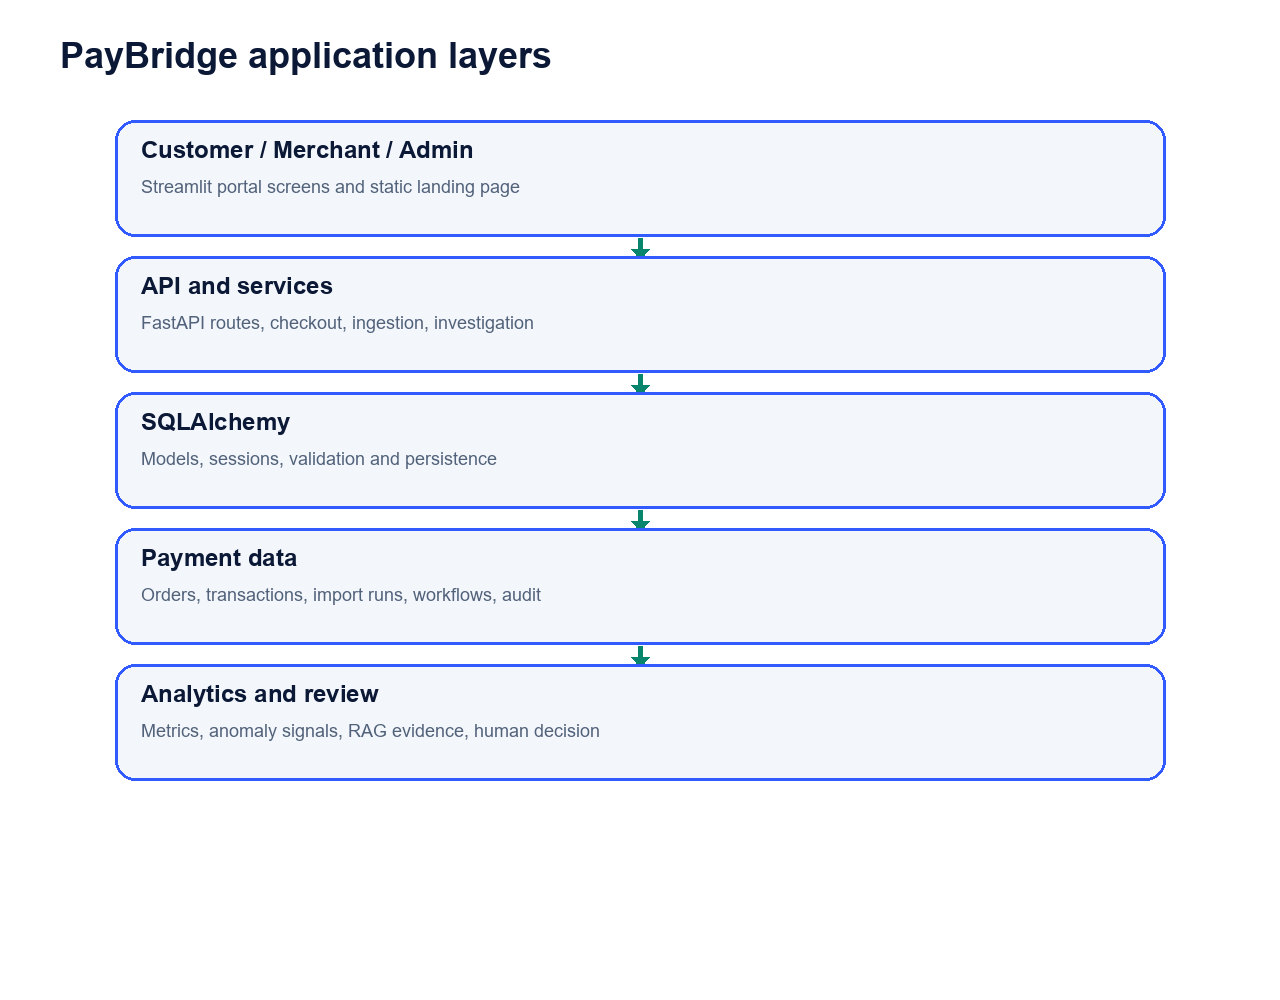 PayBridge application layers
Customer / Merchant / Admin
Streamlit portal screens and static landing page
API and services
FastAPI routes, checkout, ingestion, investigation
SQLAlchemy
Models, sessions, validation and persistence
Payment data
Orders, transactions, import runs, workflows, audit
Analytics and review
Metrics, anomaly signals, RAG evidence, human decision